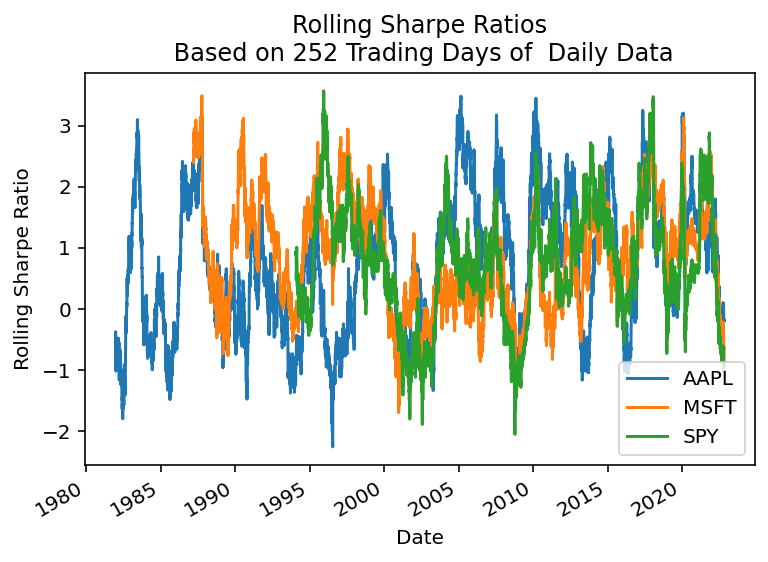 Rolling Sharpe Ratios
Based on 252 Trading Days of  Daily Data
Rolling Sharpe Ratio
3
2
1
0
−1
−2
AAPL
MSFT
SPY
1980
1985
1990
1995
2000
2005
2010
2015
2020
Date